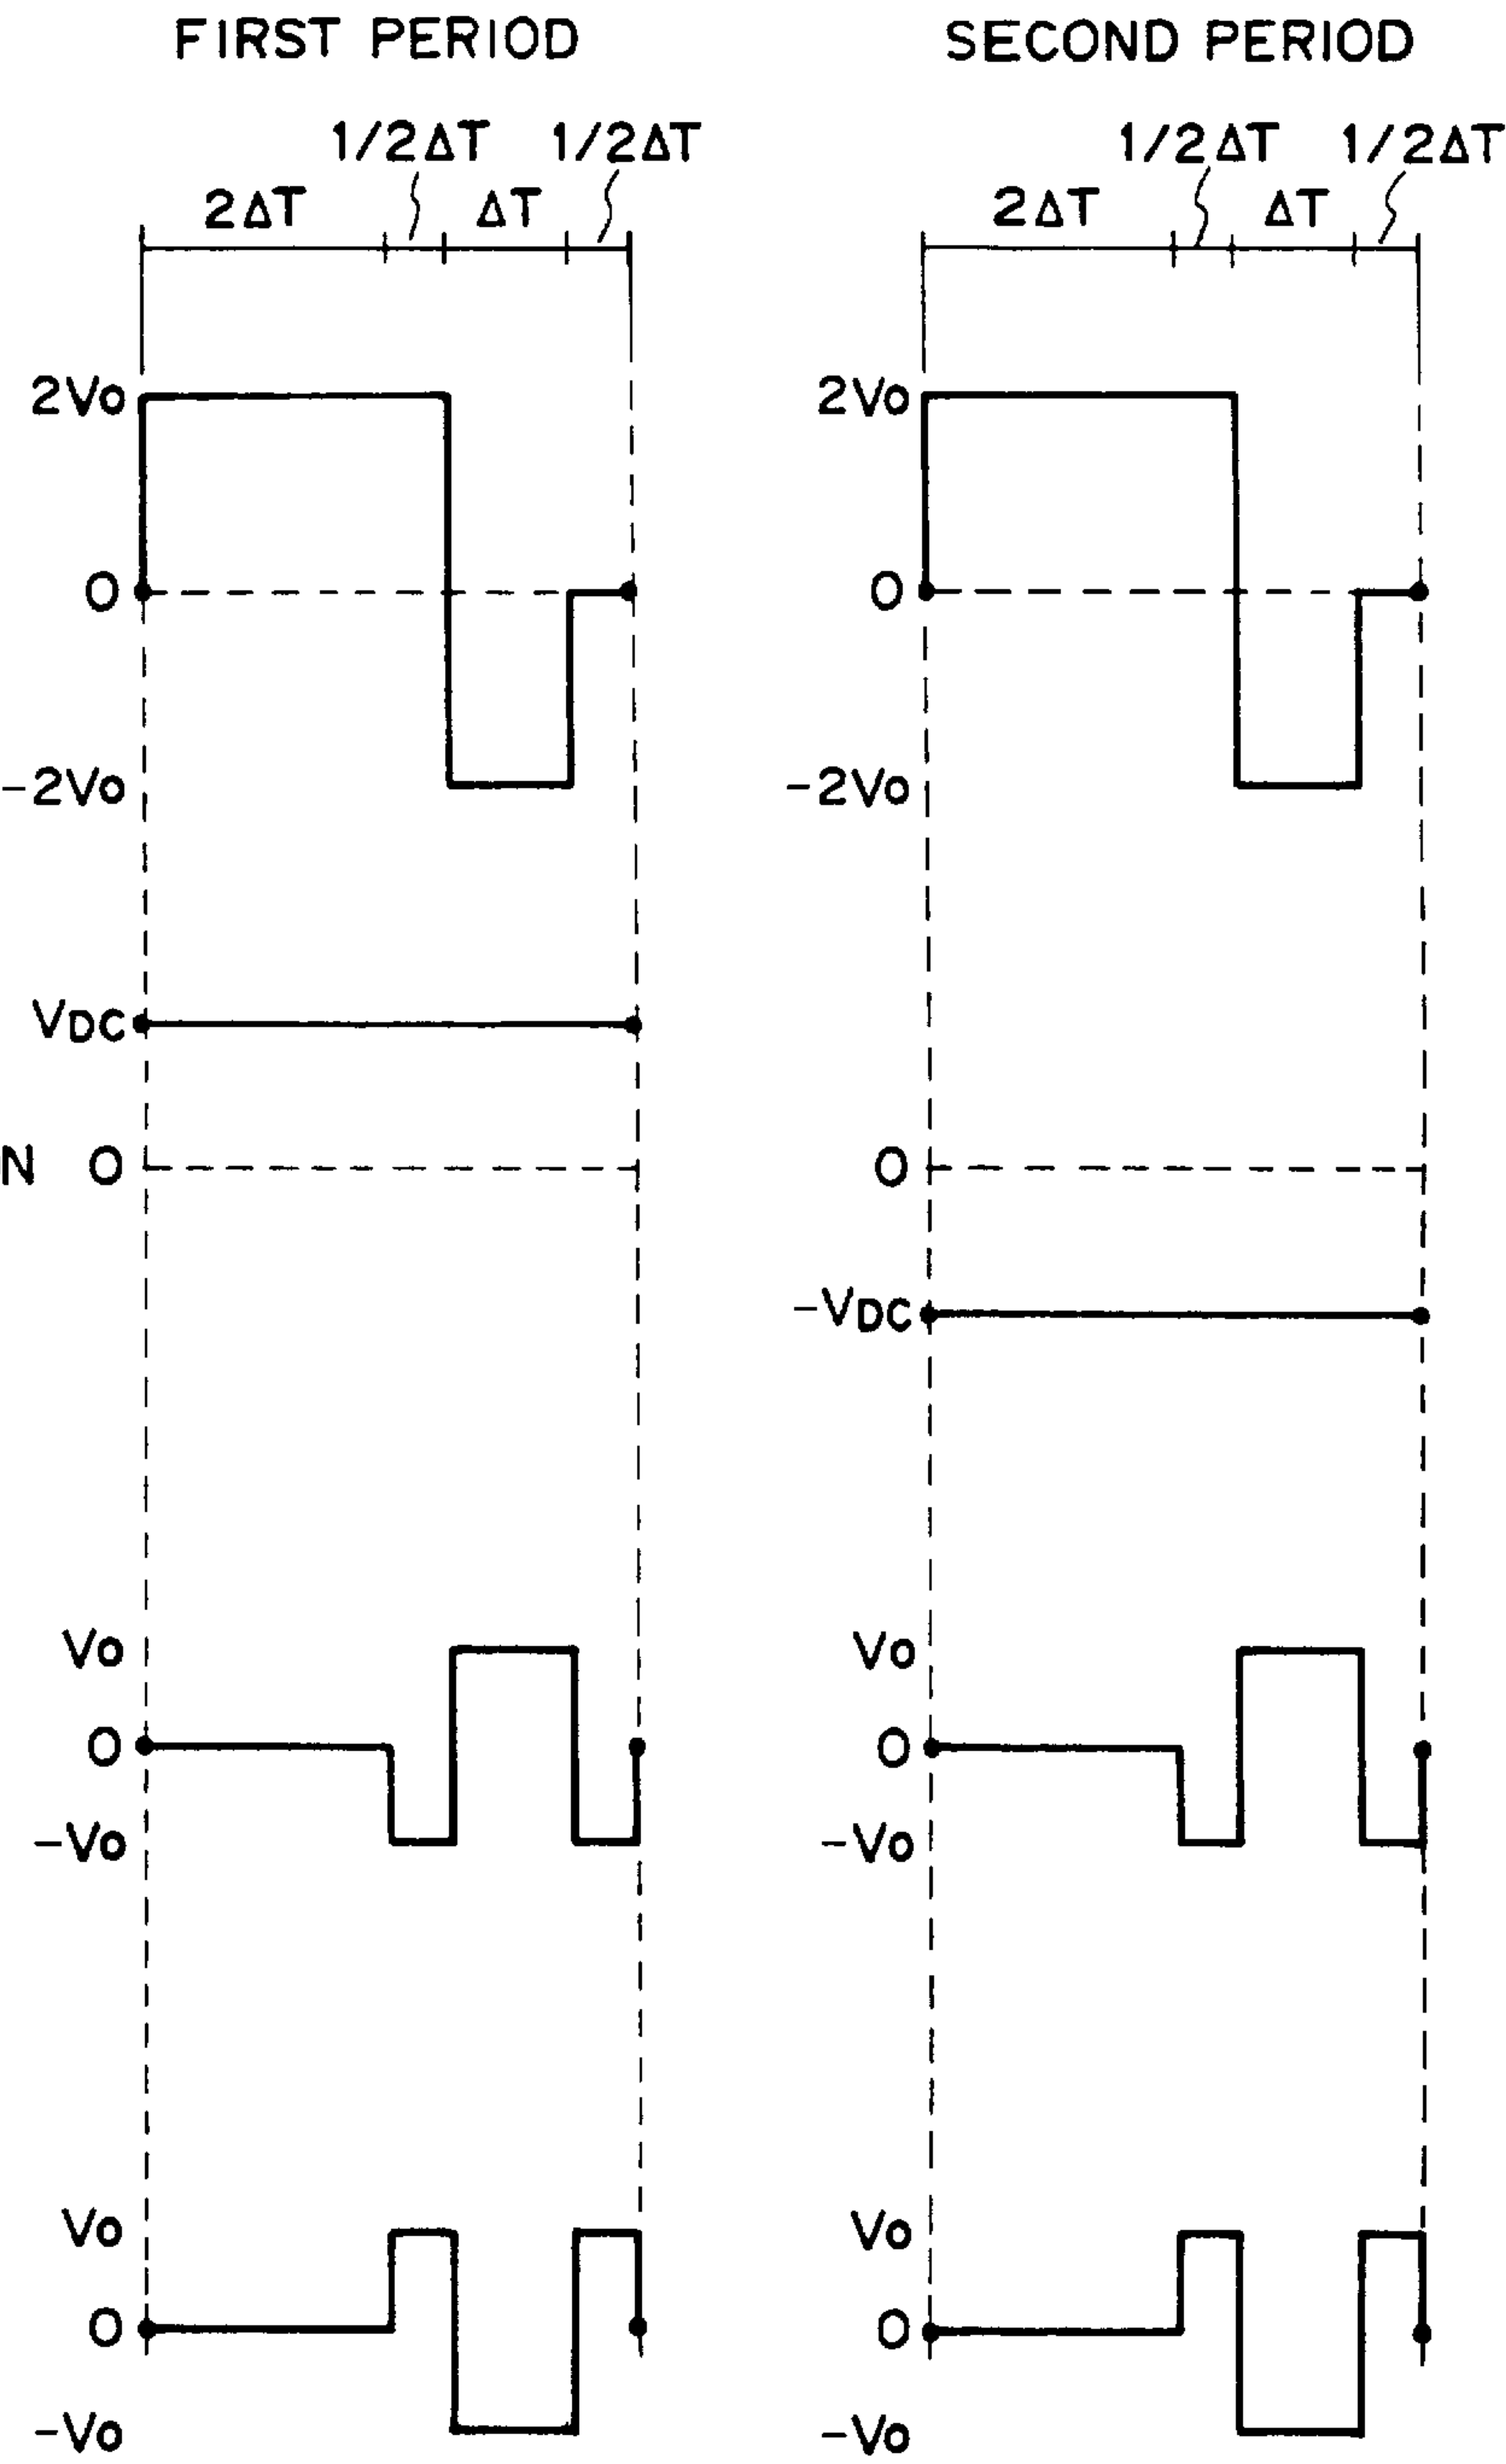 FIRST PERIOD SECOND PERIOD
1/2ΔT 1/2ΔT 1/2ΔT 1/2ΔT
2ΔT ΔT 2ΔT ΔT
2Vo 2Vo
0 0
-2Vo -2Vo
VDC
N 0 0
-VDC
Vo Vo
0 0
-Vo -Vo
Vo Vo
0 0
-Vo -Vo